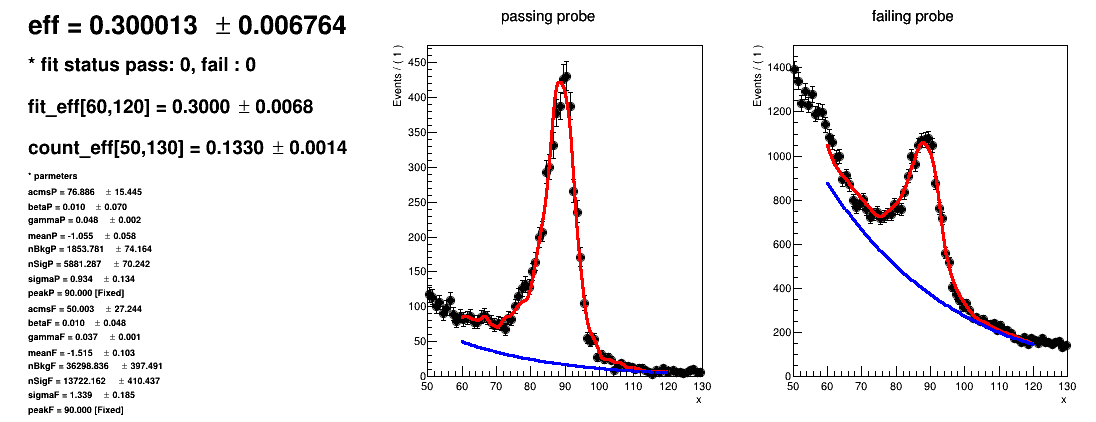 eff = 0.300013 ± 0.006764
* fit status pass: 0, fail : 0
fit_eff[60,120] = 0.3000 ± 0.0068
count_eff[50,130] = 0.1330 ± 0.0014
* parmeters
acmsP = 76.886 ± 15.445
betaP = 0.010 ± 0.070
gammaP = 0.048 ± 0.002
meanP = -1.055 ± 0.058
nBkgP = 1853.781 ± 74.164
nSigP = 5881.287 ± 70.242
sigmaP = 0.934 ± 0.134
peakP = 90.000 [Fixed]
acmsF = 50.003 ± 27.244
betaF = 0.010 ± 0.048
gammaF = 0.037 ± 0.001
meanF = -1.515 ± 0.103
nBkgF = 36298.836 ± 397.491
nSigF = 13722.162 ± 410.437
sigmaF = 1.339 ± 0.185
peakF = 90.000 [Fixed]
passing probe
Events / ( 1 )
450
400
350
300
250
200
150
100
50
0
50 60 70 80 90 100 110 120 130
x
failing probe
Events / ( 1 )
1400
1200
1000
800
600
400
200
0
50 60 70 80 90 100 110 120 130
x